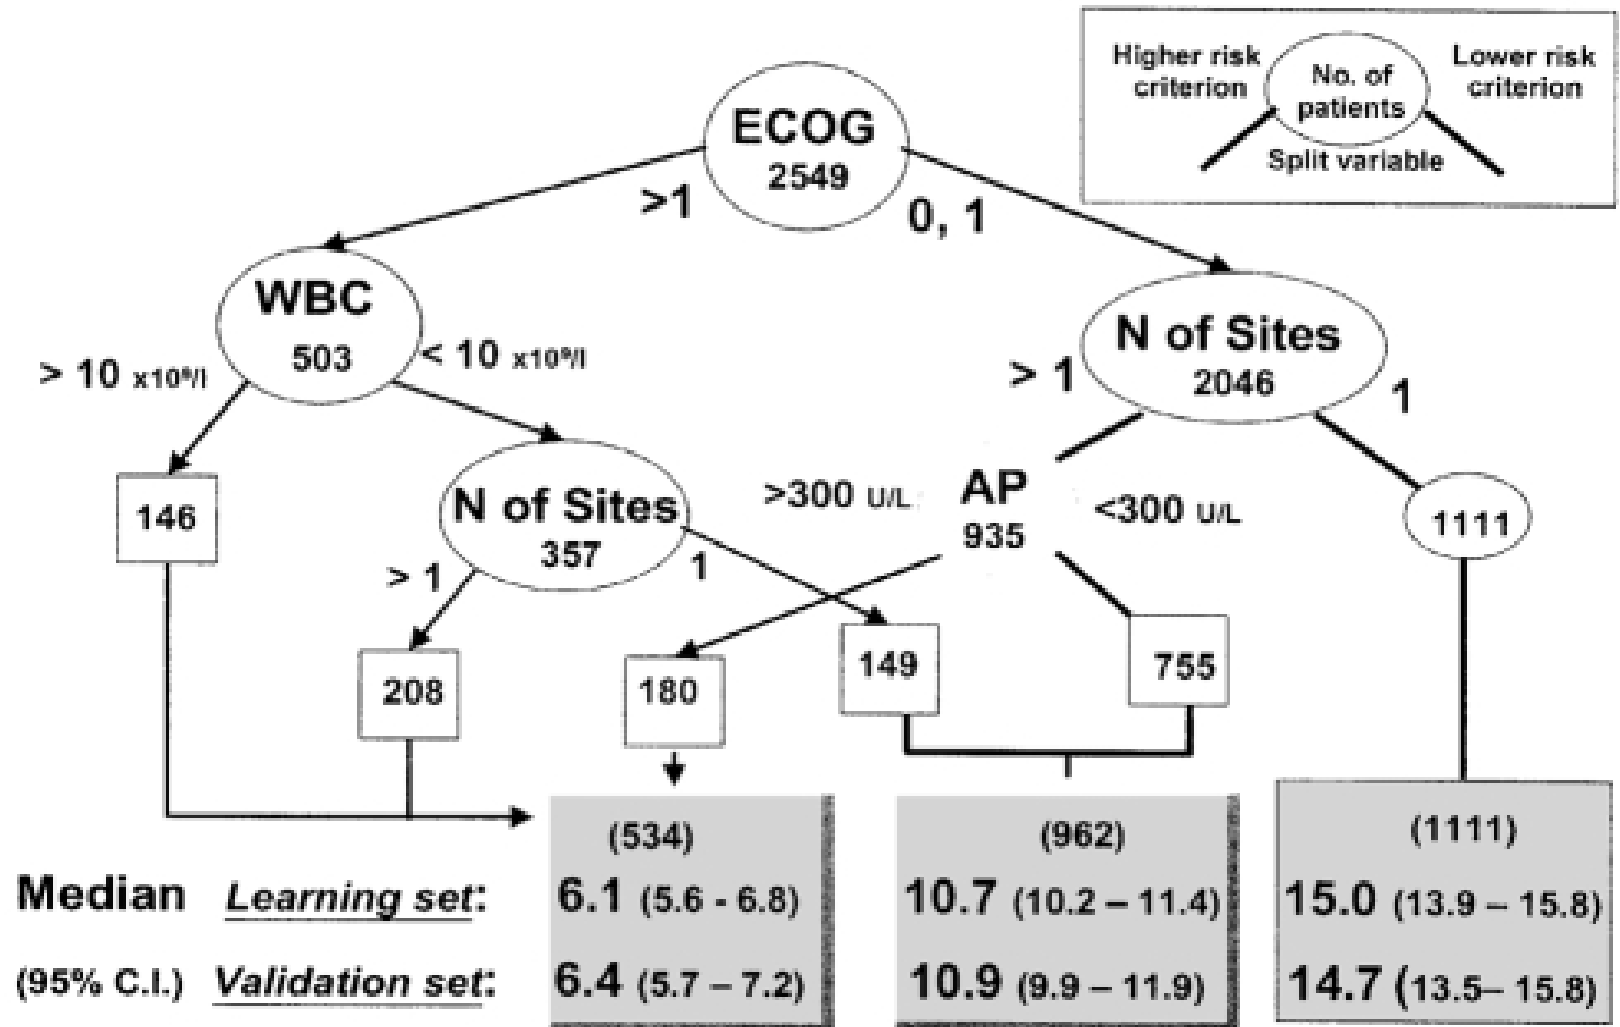 Higher risk
criterion
No. of
patients
Lower risk
criterion
Split variable
ECOG
2549
>1
0, 1
WBC
503
> 10 x10⁹/l
< 10 x10⁹/l
N of Sites
2046
> 1
1
146
N of Sites
357
> 1
1
>300 U/L
AP
935
<300 U/L
1111
208
180
149
755
(534)
(962)
(1111)
Median Learning set: 6.1 (5.6 - 6.8) 10.7 (10.2 – 11.4) 15.0 (13.9 – 15.8)
(95% C.I.) Validation set: 6.4 (5.7 – 7.2) 10.9 (9.9 – 11.9) 14.7 (13.5– 15.8)